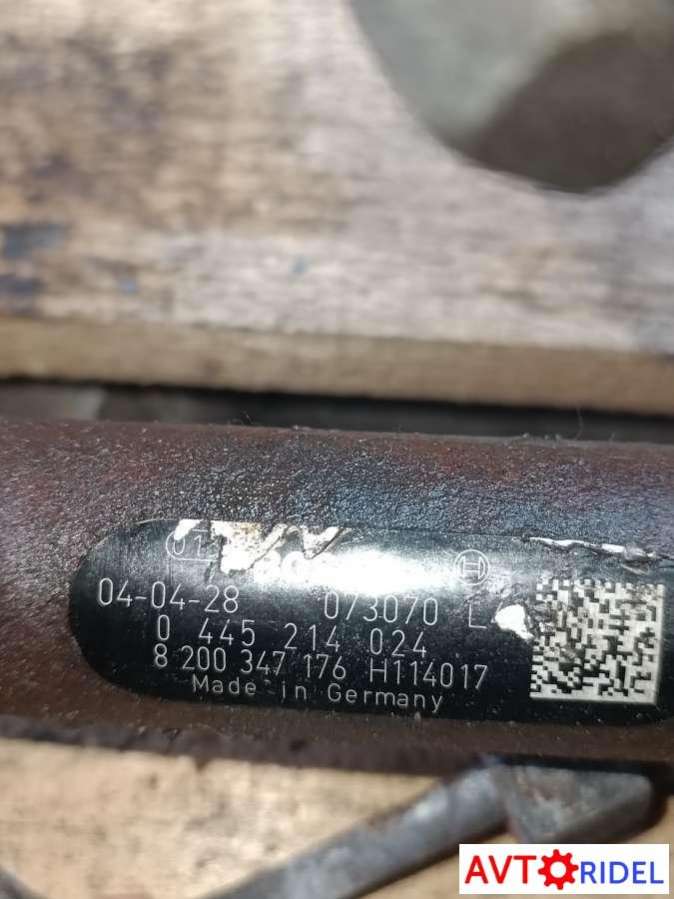 04-04-28 073070
0 445 214 024
8 200 347 176 H114017
Made in Germany
AVTORIDEL